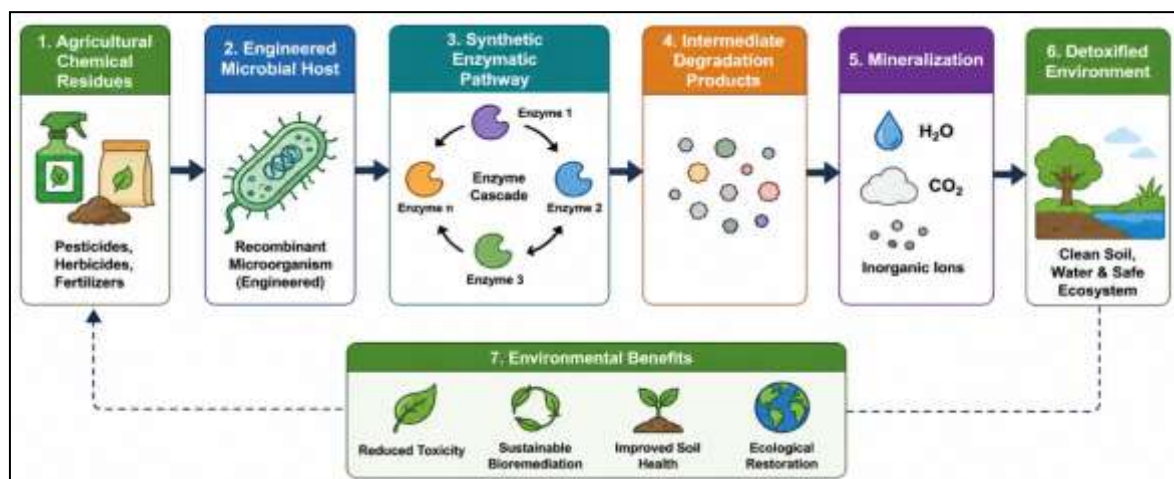 1. Agricultural
Chemical
Residues
Pesticides,
Herbicides,
Fertilizers
2. Engineered
Microbial Host
Recombinant
Microorganism
(Engineered)
3. Synthetic
Enzymatic
Pathway
Enzyme 1
Enzyme
Cascade
Enzyme n
Enzyme 2
Enzyme 3
4. Intermediate
Degradation
Products
5. Mineralization
H₂O
CO₂
Inorganic Ions
6. Detoxified
Environment
Clean Soil,
Water & Safe
Ecosystem
7. Environmental Benefits
Reduced Toxicity
Sustainable
Bioremediation
Improved Soil
Health
Ecological
Restoration